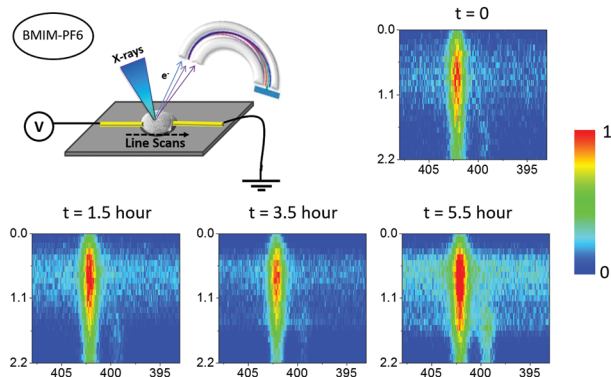 BMIM-PF6
X-rays
e-
V
Line Scans
t = 0
0.0
1.1
2.2
405 400 395
1
0
t = 1.5 hour
0.0
1.1
2.2
405 400 395
t = 3.5 hour
0.0
1.1
2.2
405 400 395
t = 5.5 hour
0.0
1.1
2.2
405 400 395